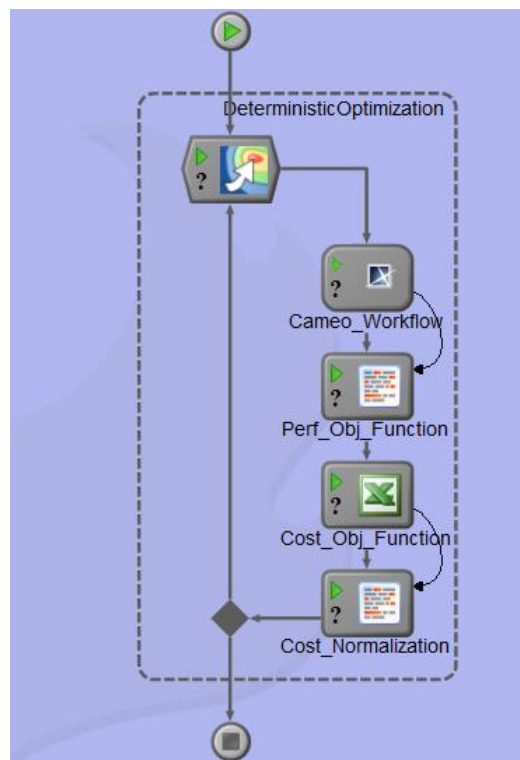 DeterministicOptimization
?
?
Cameo_Workflow
?
Perf_Obj_Function
?
Cost_Obj_Function
?
Cost_Normalization